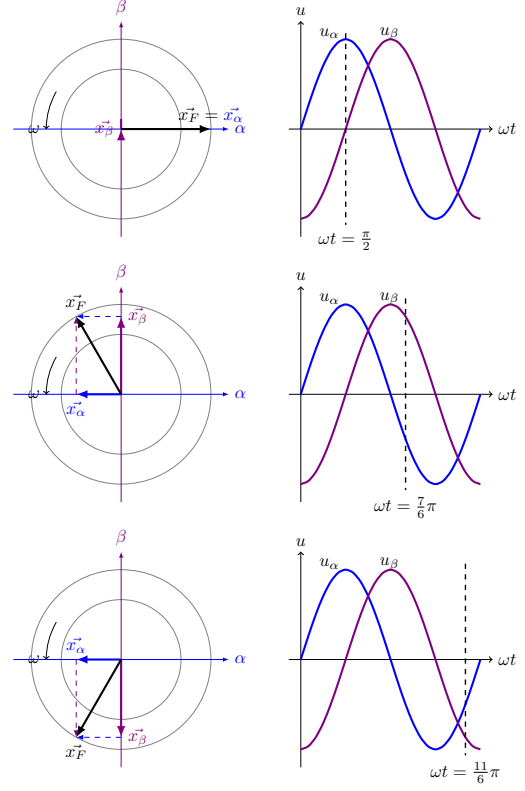 β
ω
x⃗_β
x⃗_F = x⃗_α
α
u
u_α
u_β
ωt
ωt = π/2
β
x⃗_F
x⃗_β
ω
x⃗_α
α
u
u_α
u_β
ωt
ωt = 7/6 π
β
ω
x⃗_α
α
x⃗_β
x⃗_F
u
u_α
u_β
ωt
ωt = 11/6 π